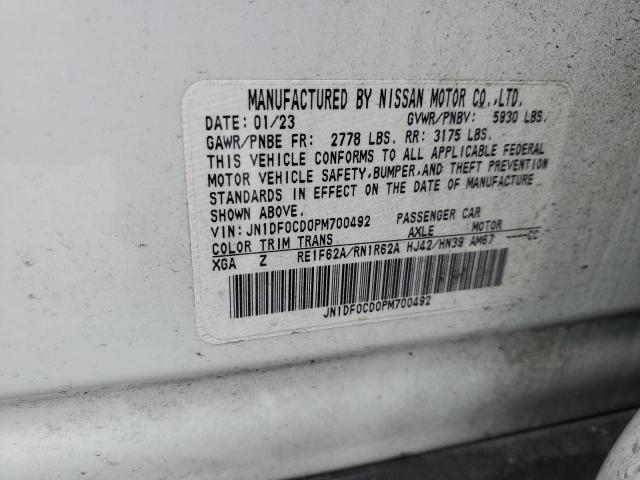 MANUFACTURED BY NISSAN MOTOR CO.,LTD.
DATE: 01/23 GVWR/PNBV: 5930 LBS.
GAWR/PNBE FR: 2778 LBS. RR: 3175 LBS.
THIS VEHICLE CONFORMS TO ALL APPLICABLE FEDERAL
MOTOR VEHICLE SAFETY, BUMPER, AND THEFT PREVENTION
STANDARDS IN EFFECT ON THE DATE OF MANUFACTURE
SHOWN ABOVE.
VIN: JN1DF0CD0PM700492 PASSENGER CAR
COLOR TRIM TRANS AXLE MOTOR
XGA Z RE1F62A/RN1R62A HJ42/HN39 AM67 ----CC
JN1DF0CD0PM700492